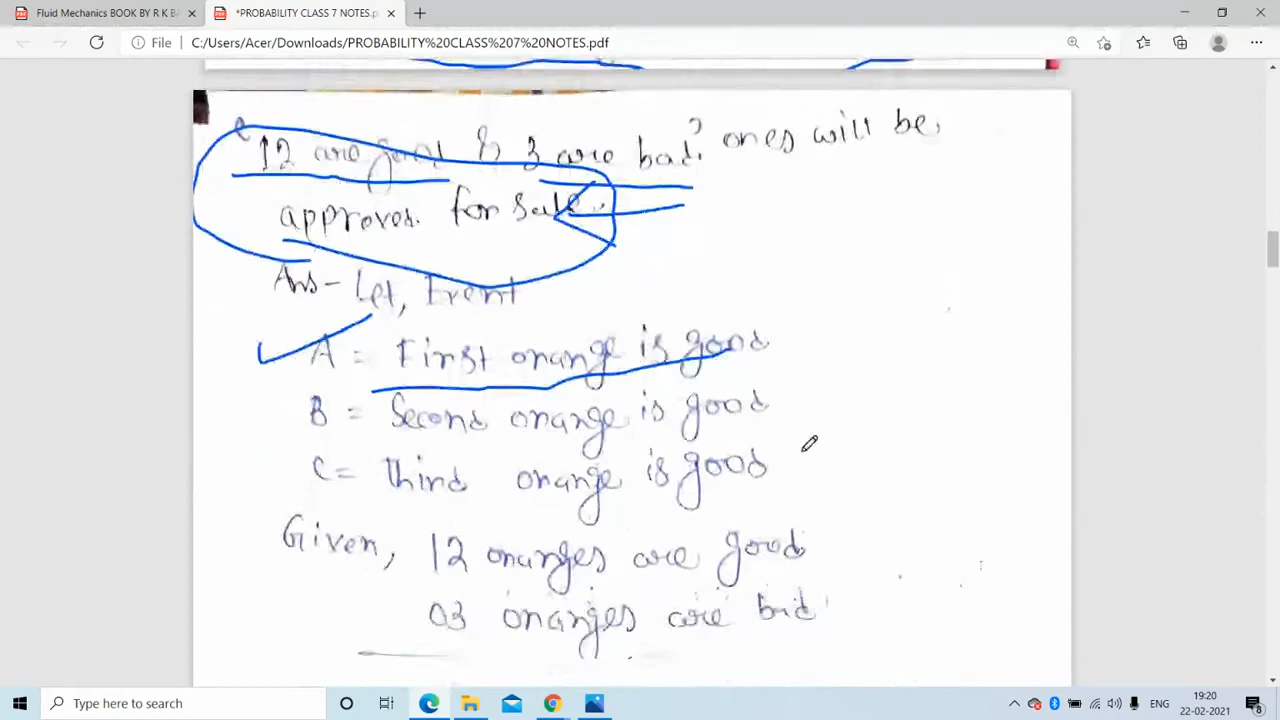 Fluid Mechanics BOOK BY R K BA
*PROBABILITY CLASS 7 NOTES.p
File C:/Users/Acer/Downloads/PROBABILITY%20CLASS%207%20NOTES.pdf
12 are good & 3 are bad? ones will be,
approves. for sale.
Ans - Let, Event
A = First orange is good
B = Second orange is good
C = third orange is good
Given, 12 oranges are good
03 oranges are bad
Type here to search
ENG
19:20
22-02-2021
8